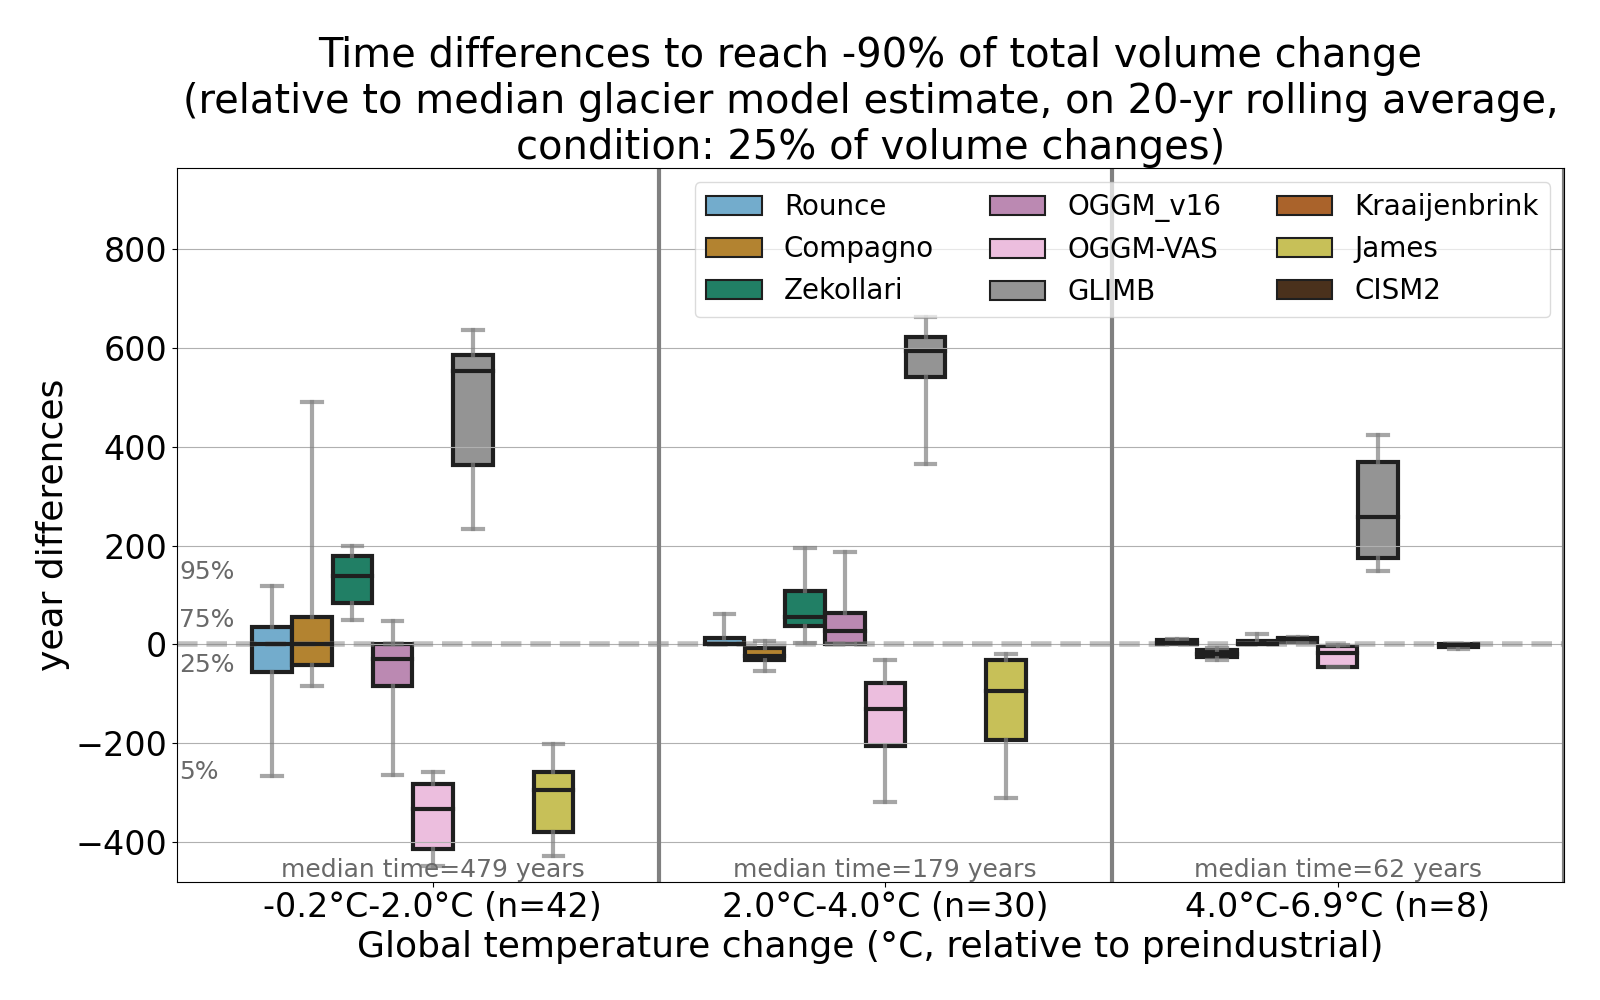 Time differences to reach -90% of total volume change
(relative to median glacier model estimate, on 20-yr rolling average,
condition: 25% of volume changes)
Rounce
Compagno
Zekollari
OGGM_v16
OGGM-VAS
GLIMB
Kraaijenbrink
James
CISM2
year differences
800
600
400
200
0
−200
−400
95%
75%
25%
5%
median time=479 years
median time=179 years
median time=62 years
-0.2°C-2.0°C (n=42)
2.0°C-4.0°C (n=30)
4.0°C-6.9°C (n=8)
Global temperature change (°C, relative to preindustrial)